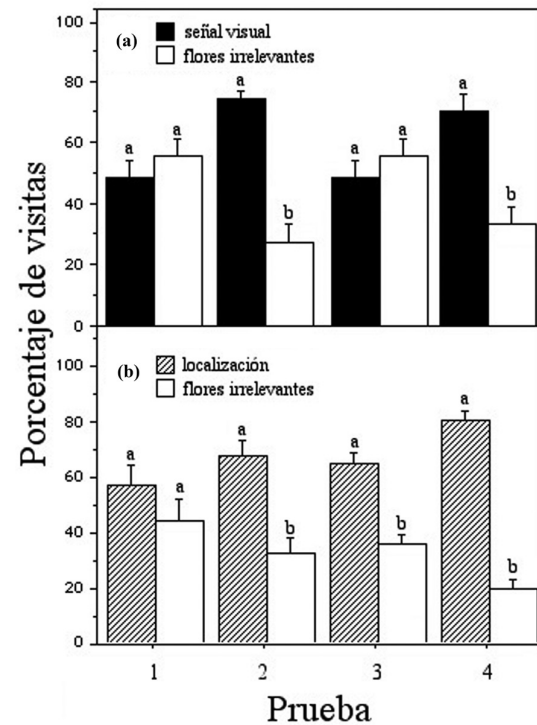 Porcentaje de visitas
(a)
señal visual
flores irrelevantes
100
80
60
40
20
0
a
a
a
b
a
a
a
b
(b)
localización
flores irrelevantes
100
80
60
40
20
0
a
a
a
b
a
b
a
b
1 2 3 4
Prueba